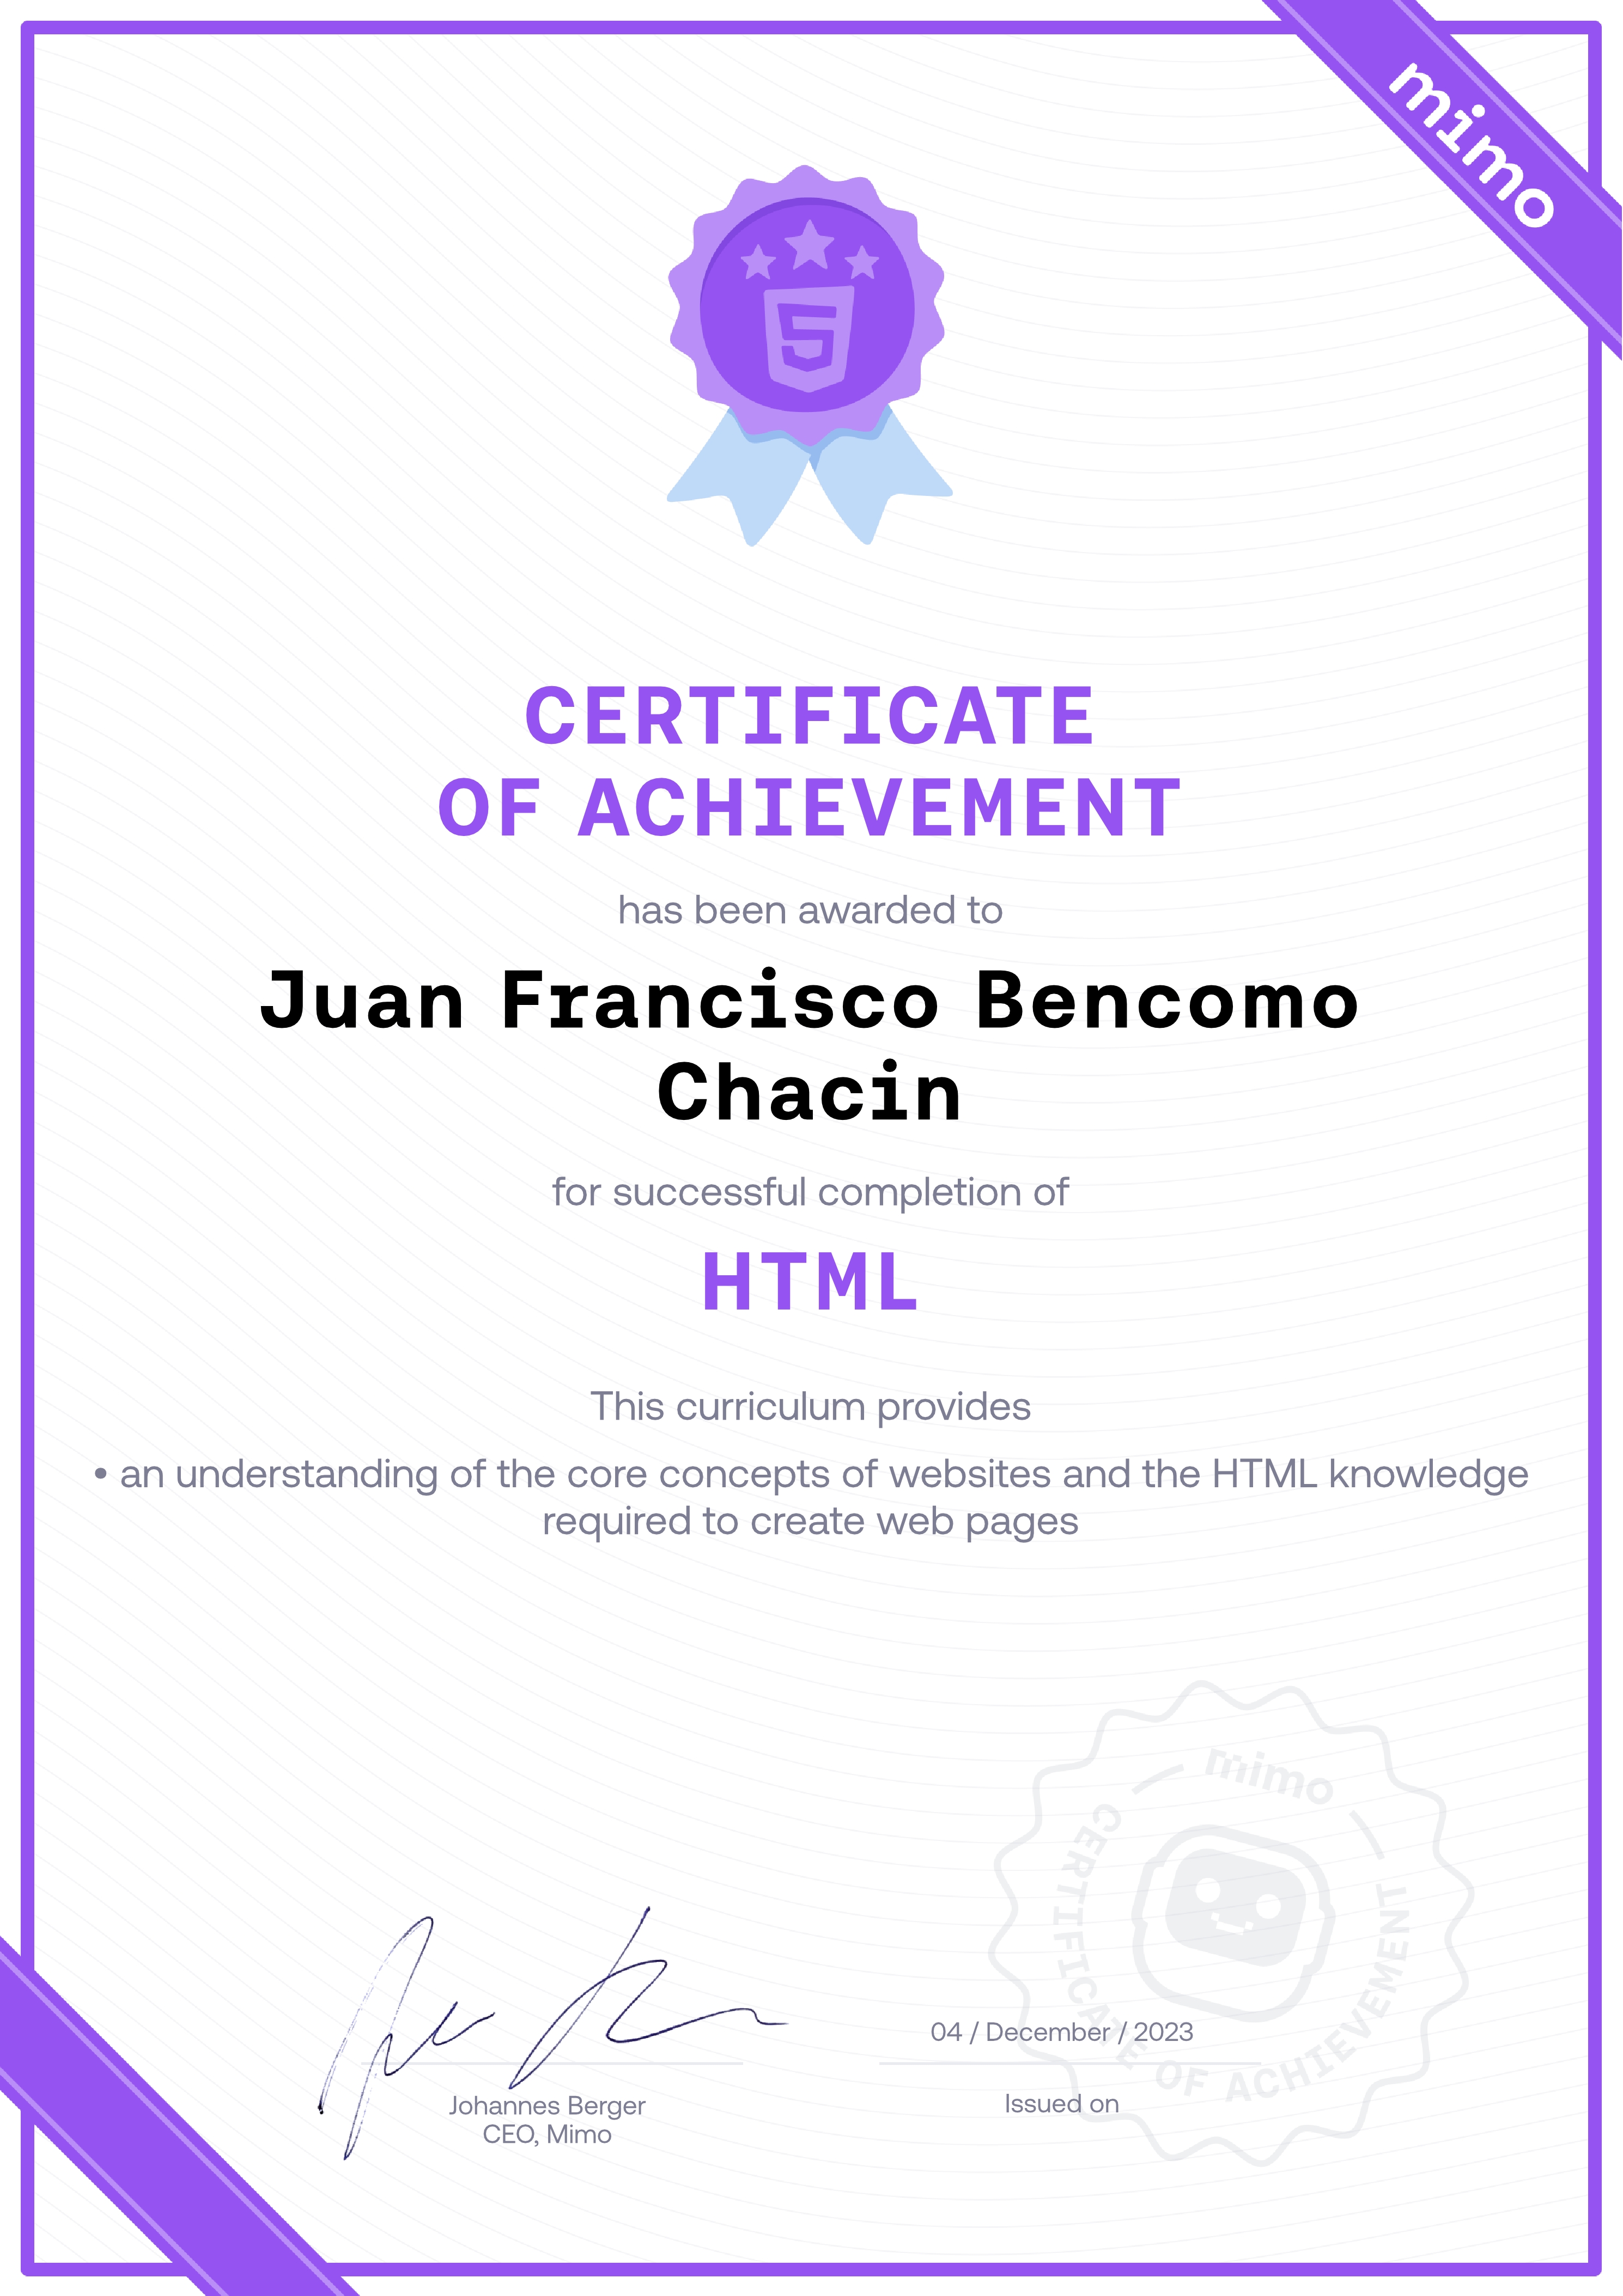 mimo
CERTIFICATE
OF ACHIEVEMENT
has been awarded to
Juan Francisco Bencomo
Chacin
for successful completion of
HTML
This curriculum provides
• an understanding of the core concepts of websites and the HTML knowledge
required to create web pages
mimo
CERTIFICATE OF ACHIEVEMENT
04 / December / 2023
Johannes Berger
CEO, Mimo
Issued on